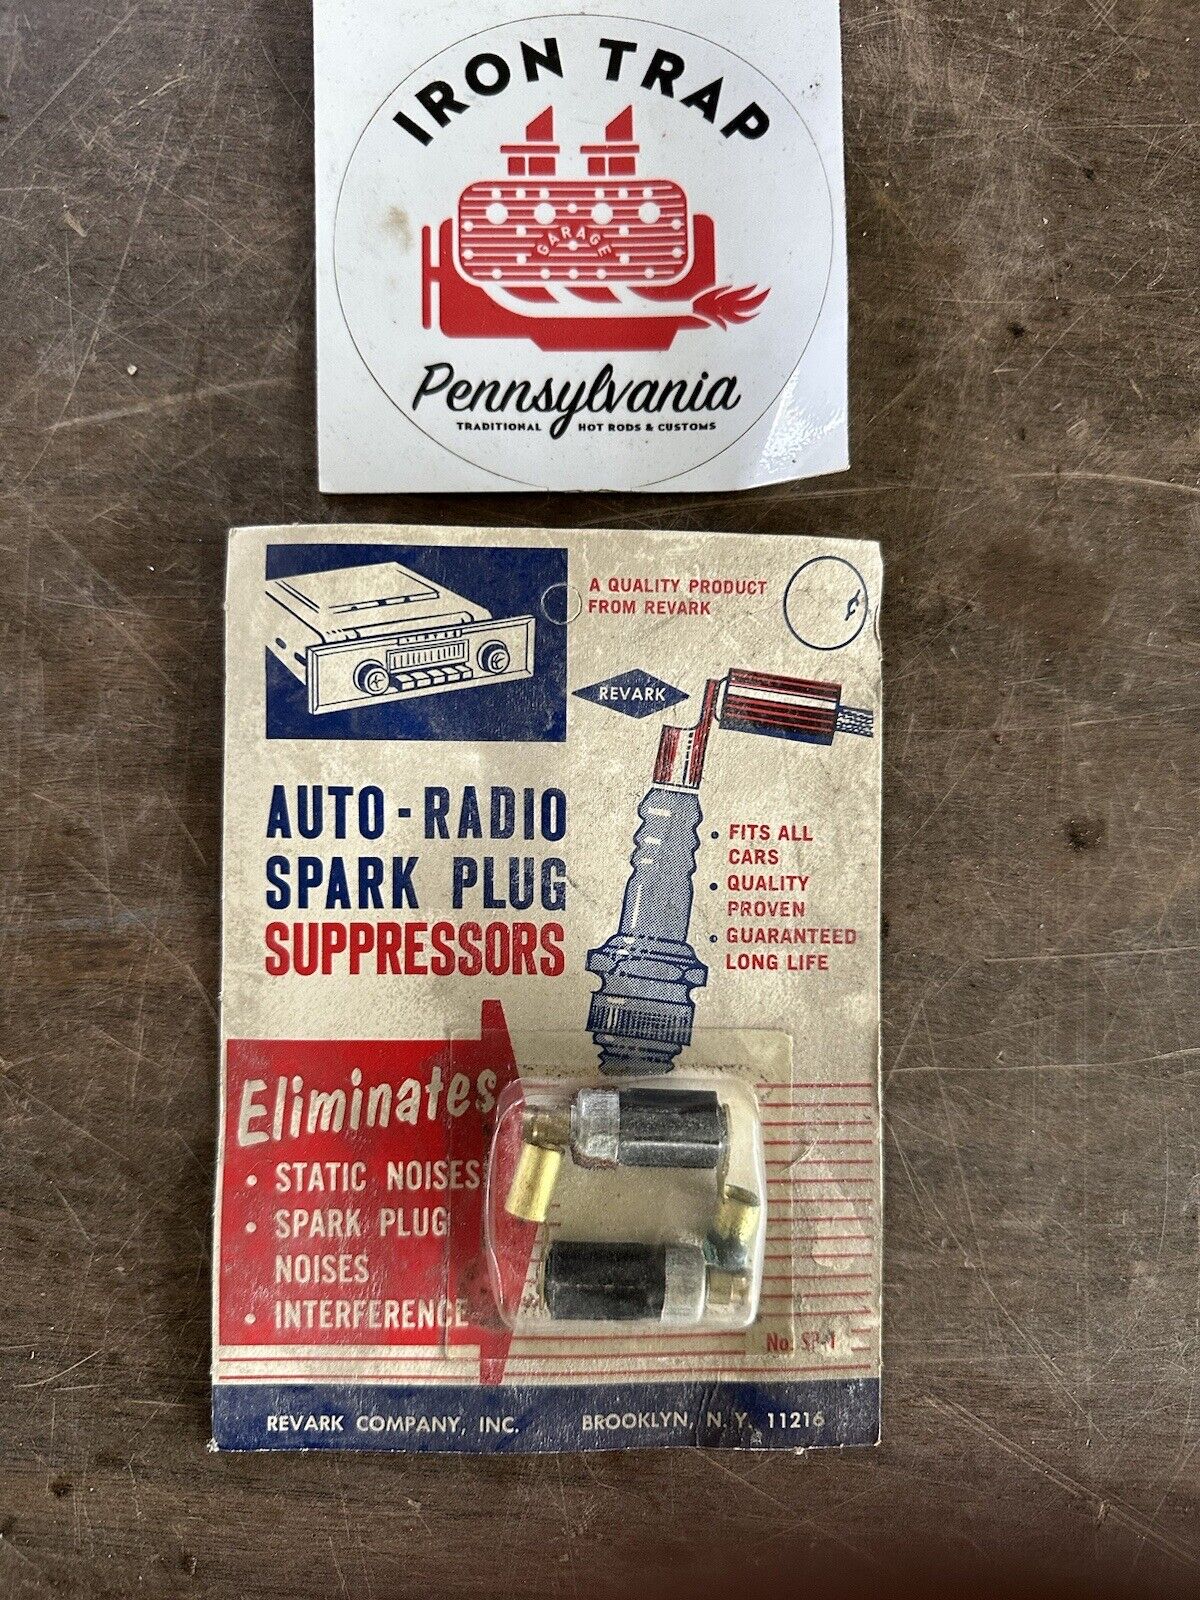 IRON TRAP
GARAGE
Pennsylvania
TRADITIONAL HOT RODS & CUSTOMS
A QUALITY PRODUCT
FROM REVARK
REVARK
AUTO-RADIO
SPARK PLUG
SUPPRESSORS
• FITS ALL
CARS
• QUALITY
PROVEN
• GUARANTEED
LONG LIFE
Eliminates
• STATIC NOISES
• SPARK PLUG
NOISES
• INTERFERENCE
REVARK COMPANY, INC. BROOKLYN, N.Y. 11216